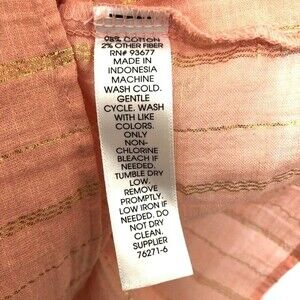 98% COTTON
2% OTHER FIBER
RN# 93677
MADE IN
INDONESIA
MACHINE
WASH COLD.
GENTLE
CYCLE. WASH
WITH LIKE
COLORS.
ONLY
NON-
CHLORINE
BLEACH IF
NEEDED.
TUMBLE DRY
LOW.
REMOVE
PROMPTLY.
LOW IRON IF
NEEDED. DO
NOT DRY
CLEAN.
SUPPLIER
76271-6